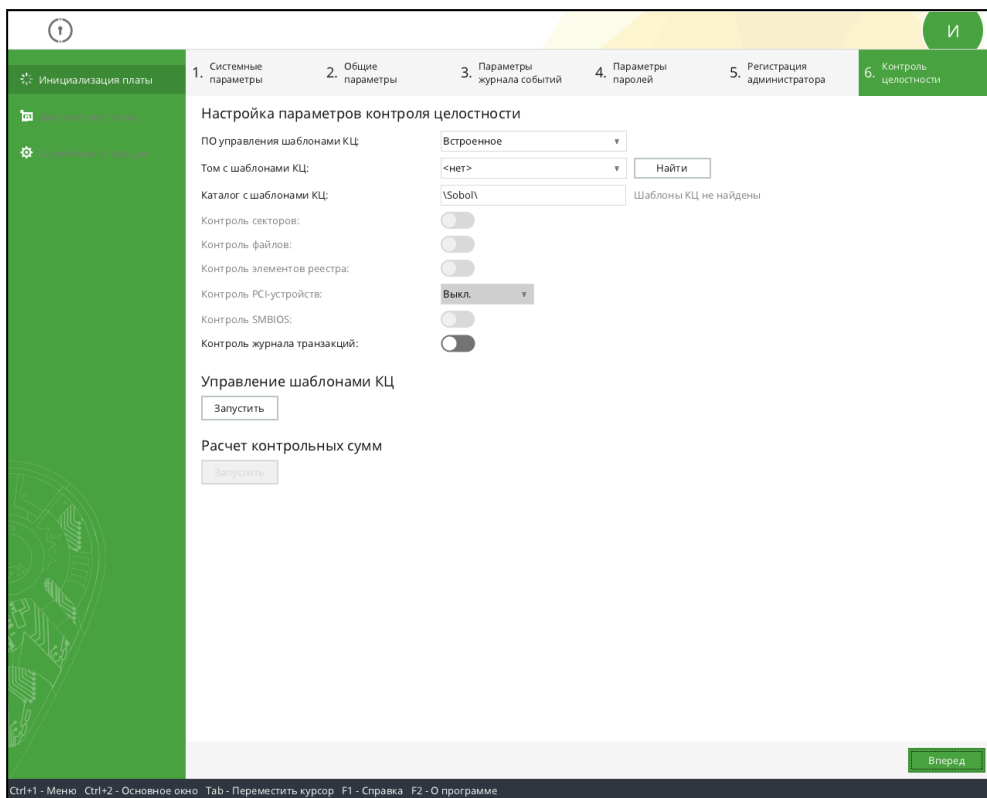 И
Инициализация платы
1. Системные параметры
2. Общие параметры
3. Параметры журнала событий
4. Параметры паролей
5. Регистрация администратора
6. Контроль целостности
Настройка параметров контроля целостности
ПО управления шаблонами КЦ: Встроенное
Том с шаблонами КЦ: <нет> Найти
Каталог с шаблонами КЦ: \Sobol\ Шаблоны КЦ не найдены
Контроль секторов:
Контроль файлов:
Контроль элементов реестра:
Контроль PCI-устройств: Выкл.
Контроль SMBIOS:
Контроль журнала транзакций:
Управление шаблонами КЦ
Запустить
Расчет контрольных сумм
Запустить
Вперед
Ctrl+1 - Меню Ctrl+2 - Основное окно Tab - Переместить курсор F1 - Справка F2 - О программе